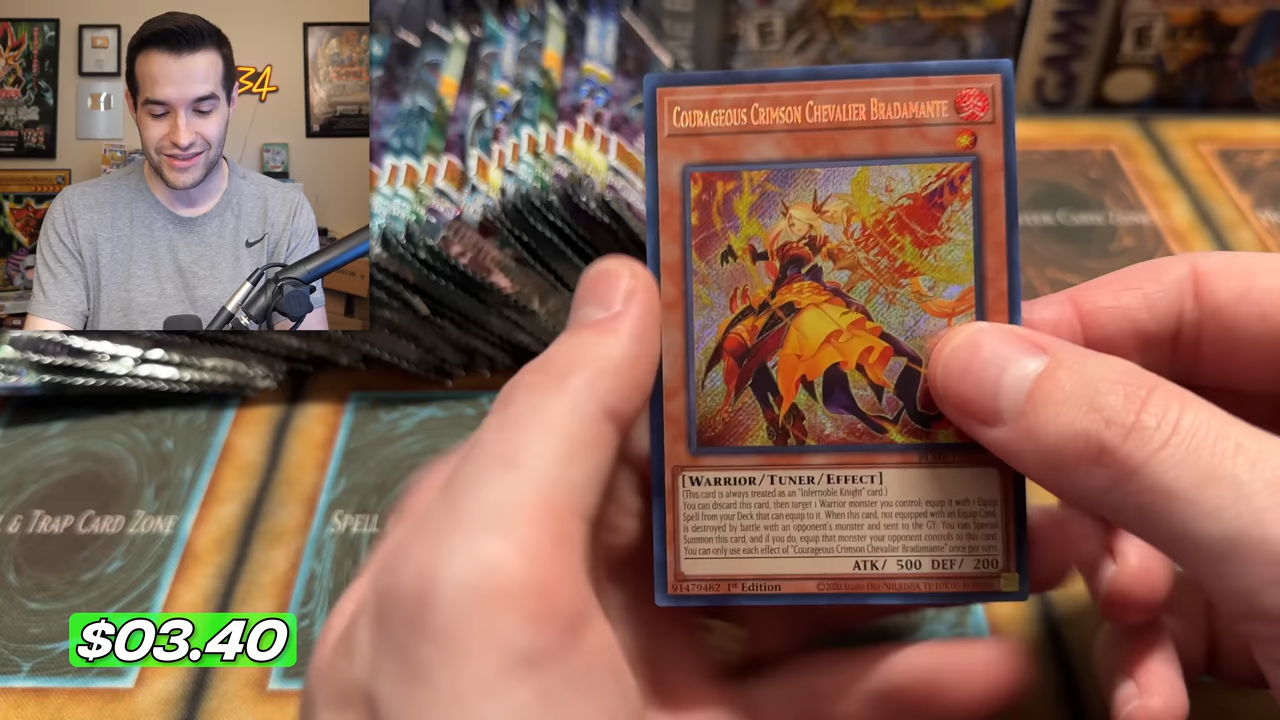 34
GAME
COURAGEOUS CRIMSON CHEVALIER BRADAMANTE
[WARRIOR/TUNER/EFFECT]
(This card is always treated as an "Infernoble Knight" card.)
You can discard this card, then target 1 Warrior monster you control; equip it with 1 Equip
Spell from your Deck that can equip to it. When this card, not equipped with an Equip Card,
is destroyed by battle with an opponent's monster and sent to the GY: You can Special
Summon this card, and if you do, equip that monster your opponent controls to this card.
You can only use each effect of "Courageous Crimson Chevalier Bradamante" once per turn.
ATK/ 500 DEF/ 200
91479482 1st Edition
& TRAP CARD ZONE
SPELL
$03.40